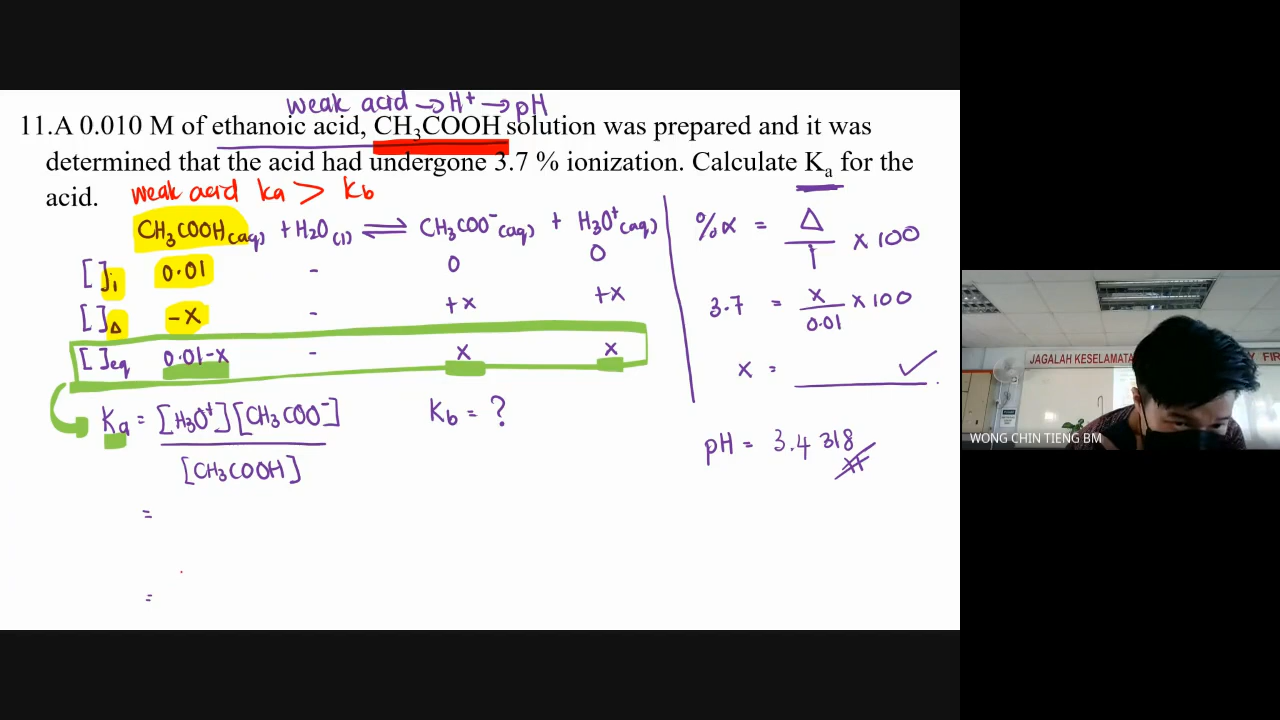 weak acid → H⁺ → pH
11.A 0.010 M of ethanoic acid, CH₃COOH solution was prepared and it was
determined that the acid had undergone 3.7 % ionization. Calculate Kₐ for the
acid.
weak acid ka > kb
CH₃COOH(aq) + H₂O(l) ⇌ CH₃COO⁻(aq) + H₃O⁺(aq)
[ ]i 0.01 - 0 0
[ ]Δ -x - +x +x
[ ]eq 0.01-x - x x
Ka = [H₃O⁺][CH₃COO⁻]
[CH₃COOH]
Kb = ?
=
=
%α = Δ/I × 100
3.7 = x/0.01 × 100
x = ✓
pH = 3.4318
JAGALAH KESELAMATA
Y FIR
WONG CHIN TIENG BM